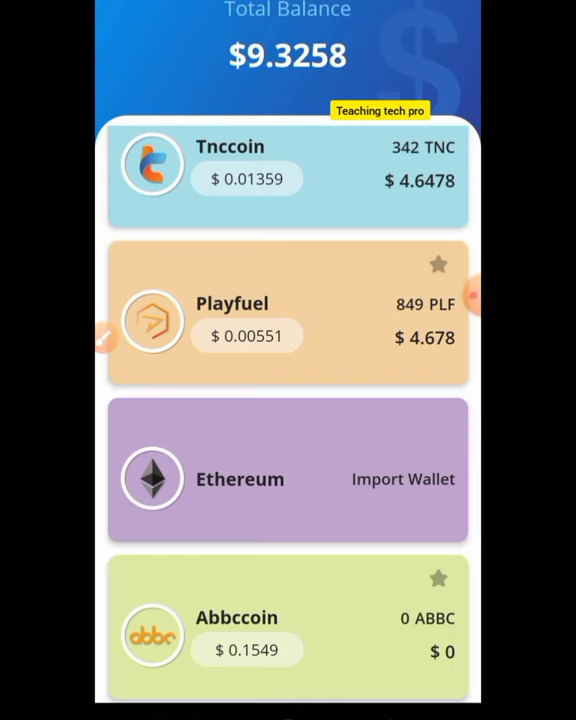 Total Balance
$9.3258
Teaching tech pro
Tnccoin
342 TNC
$ 0.01359
$ 4.6478
Playfuel
849 PLF
$ 0.00551
$ 4.678
Ethereum
Import Wallet
Abbccoin
0 ABBC
abbc
$ 0.1549
$ 0